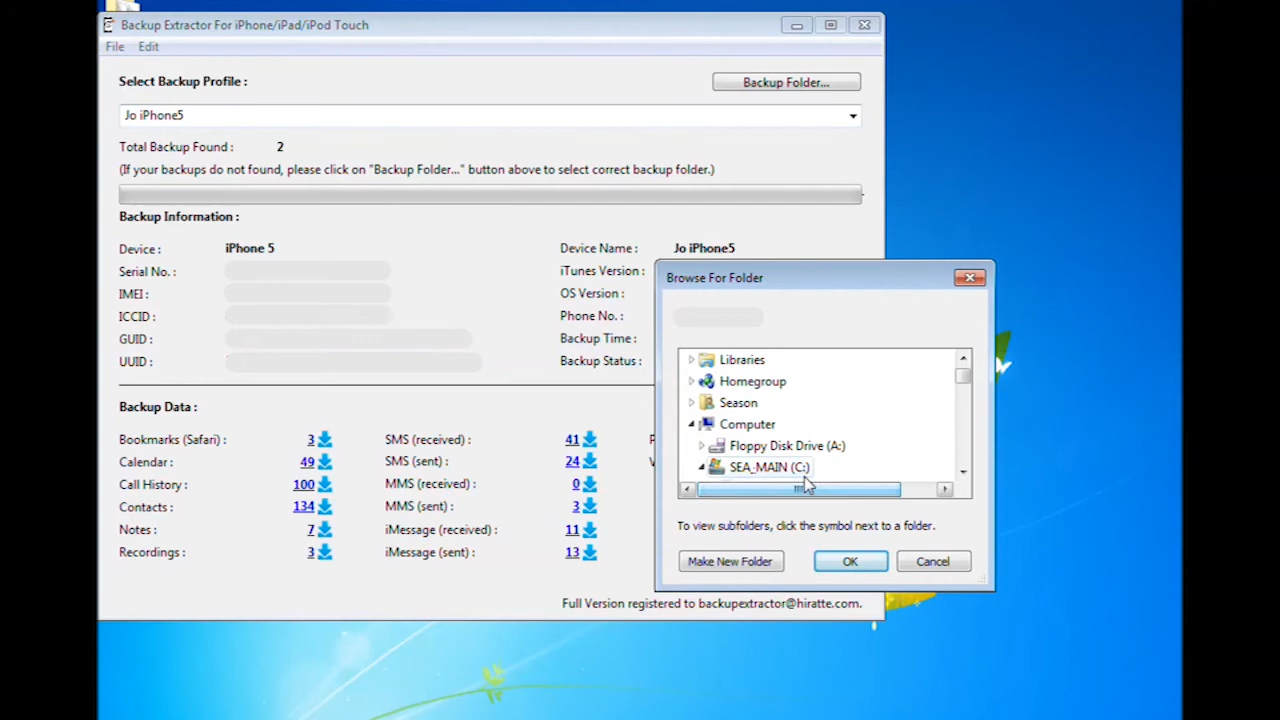 Backup Extractor For iPhone/iPad/iPod Touch
File Edit
Select Backup Profile : Backup Folder...
Jo iPhone5
Total Backup Found : 2
(If your backups do not found, please click on "Backup Folder..." button above to select correct backup folder.)
Backup Information :
Device : iPhone 5 Device Name : Jo iPhone5
Serial No. : iTunes Version :
IMEI : OS Version :
ICCID : Phone No. :
GUID : Backup Time :
UUID : Backup Status :
Backup Data :
Bookmarks (Safari) : 3 SMS (received) : 41
Calendar : 49 SMS (sent) : 24
Call History : 100 MMS (received) : 0
Contacts : 134 MMS (sent) : 3
Notes : 7 iMessage (received) : 11
Recordings : 3 iMessage (sent) : 13
Full Version registered to backupextractor@hiratte.com.
Browse For Folder
Libraries
Homegroup
Season
Computer
Floppy Disk Drive (A:)
SEA_MAIN (C:)
To view subfolders, click the symbol next to a folder.
Make New Folder OK Cancel